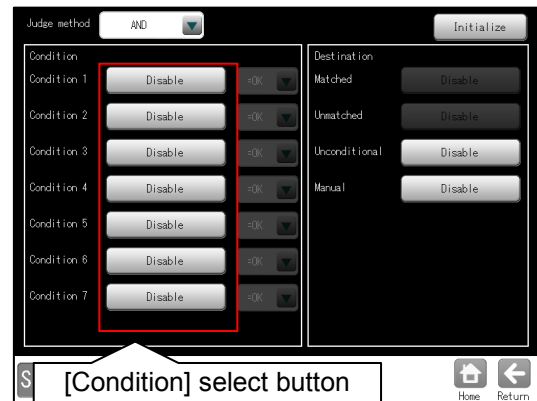 Judge method AND Initialize
Condition
Condition 1 Disable =OK
Condition 2 Disable =OK
Condition 3 Disable =OK
Condition 4 Disable =OK
Condition 5 Disable =OK
Condition 6 Disable =OK
Condition 7 Disable =OK
Destination
Matched Disable
Unmatched Disable
Unconditional Disable
Manual Disable
S
[Condition] select button
Home Return